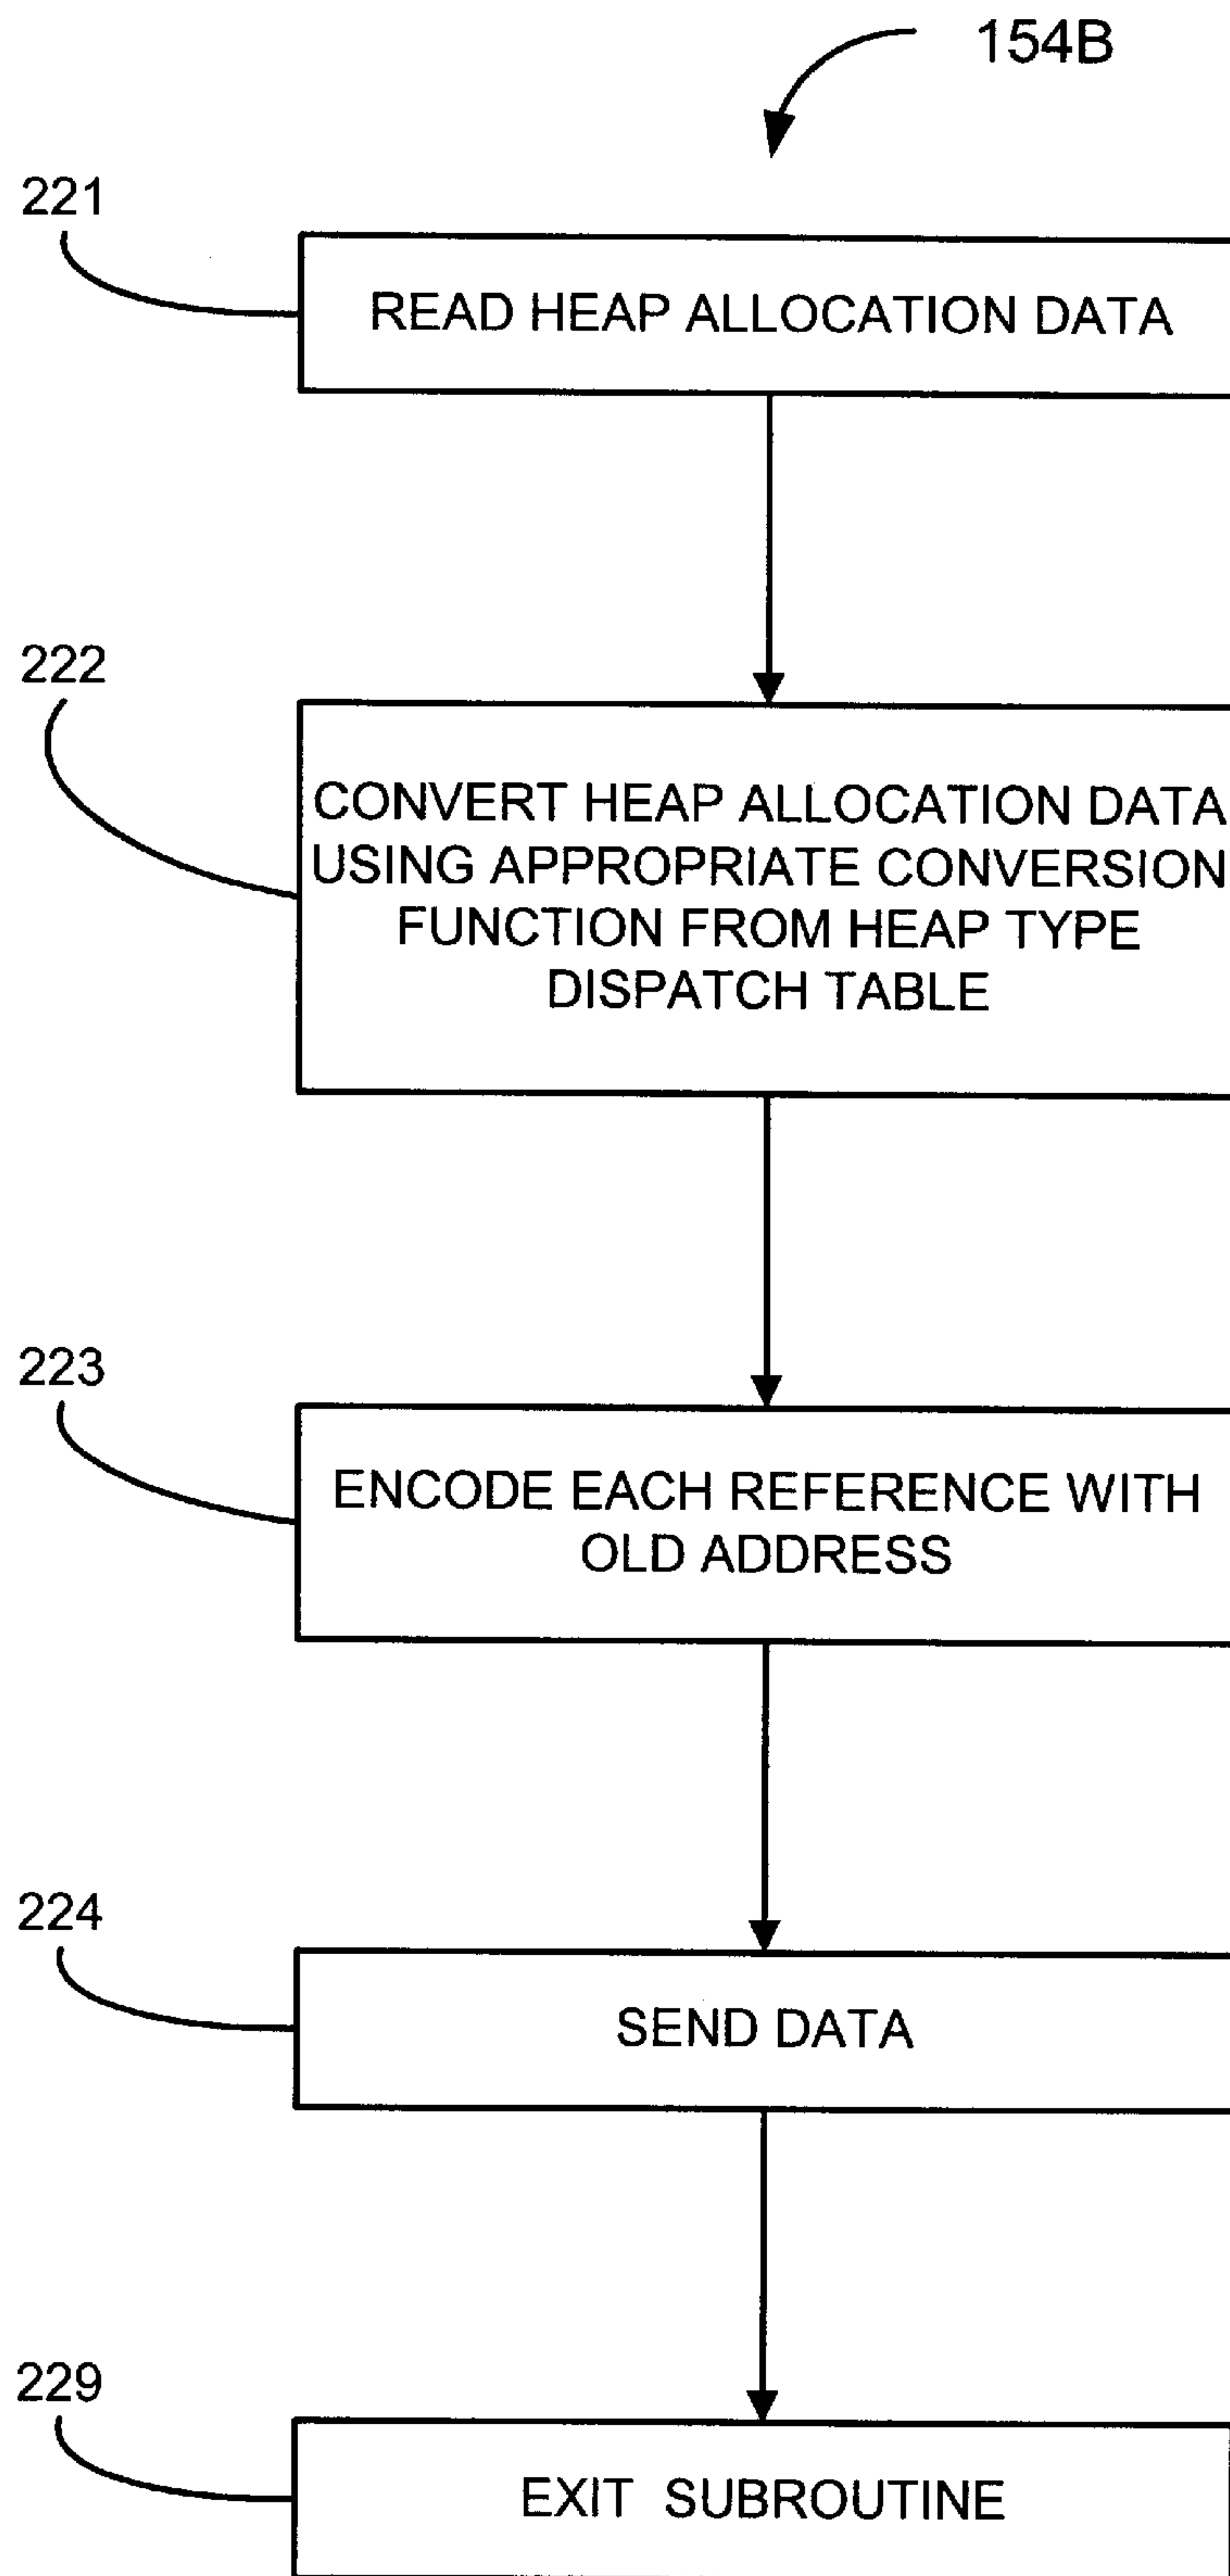 154B
221
READ HEAP ALLOCATION DATA
222
CONVERT HEAP ALLOCATION DATA
USING APPROPRIATE CONVERSION
FUNCTION FROM HEAP TYPE
DISPATCH TABLE
223
ENCODE EACH REFERENCE WITH
OLD ADDRESS
224
SEND DATA
229
EXIT SUBROUTINE